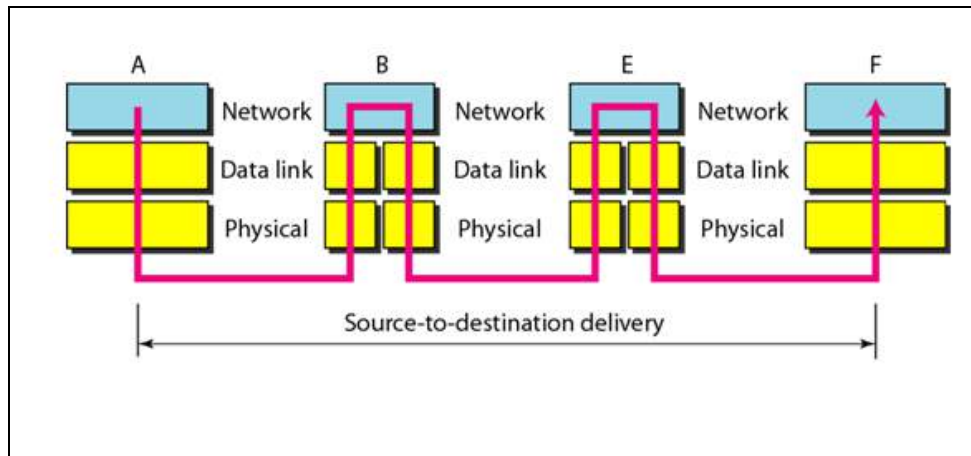 A B E F
Network Network Network
Data link Data link Data link
Physical Physical Physical
Source-to-destination delivery